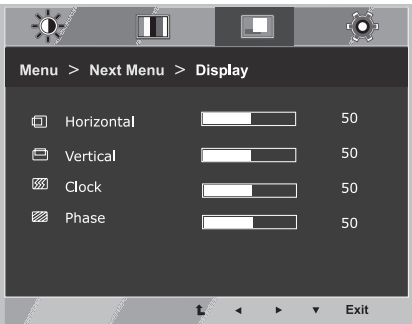 Menu > Next Menu > Display
Horizontal 50
Vertical 50
Clock 50
Phase 50
Exit